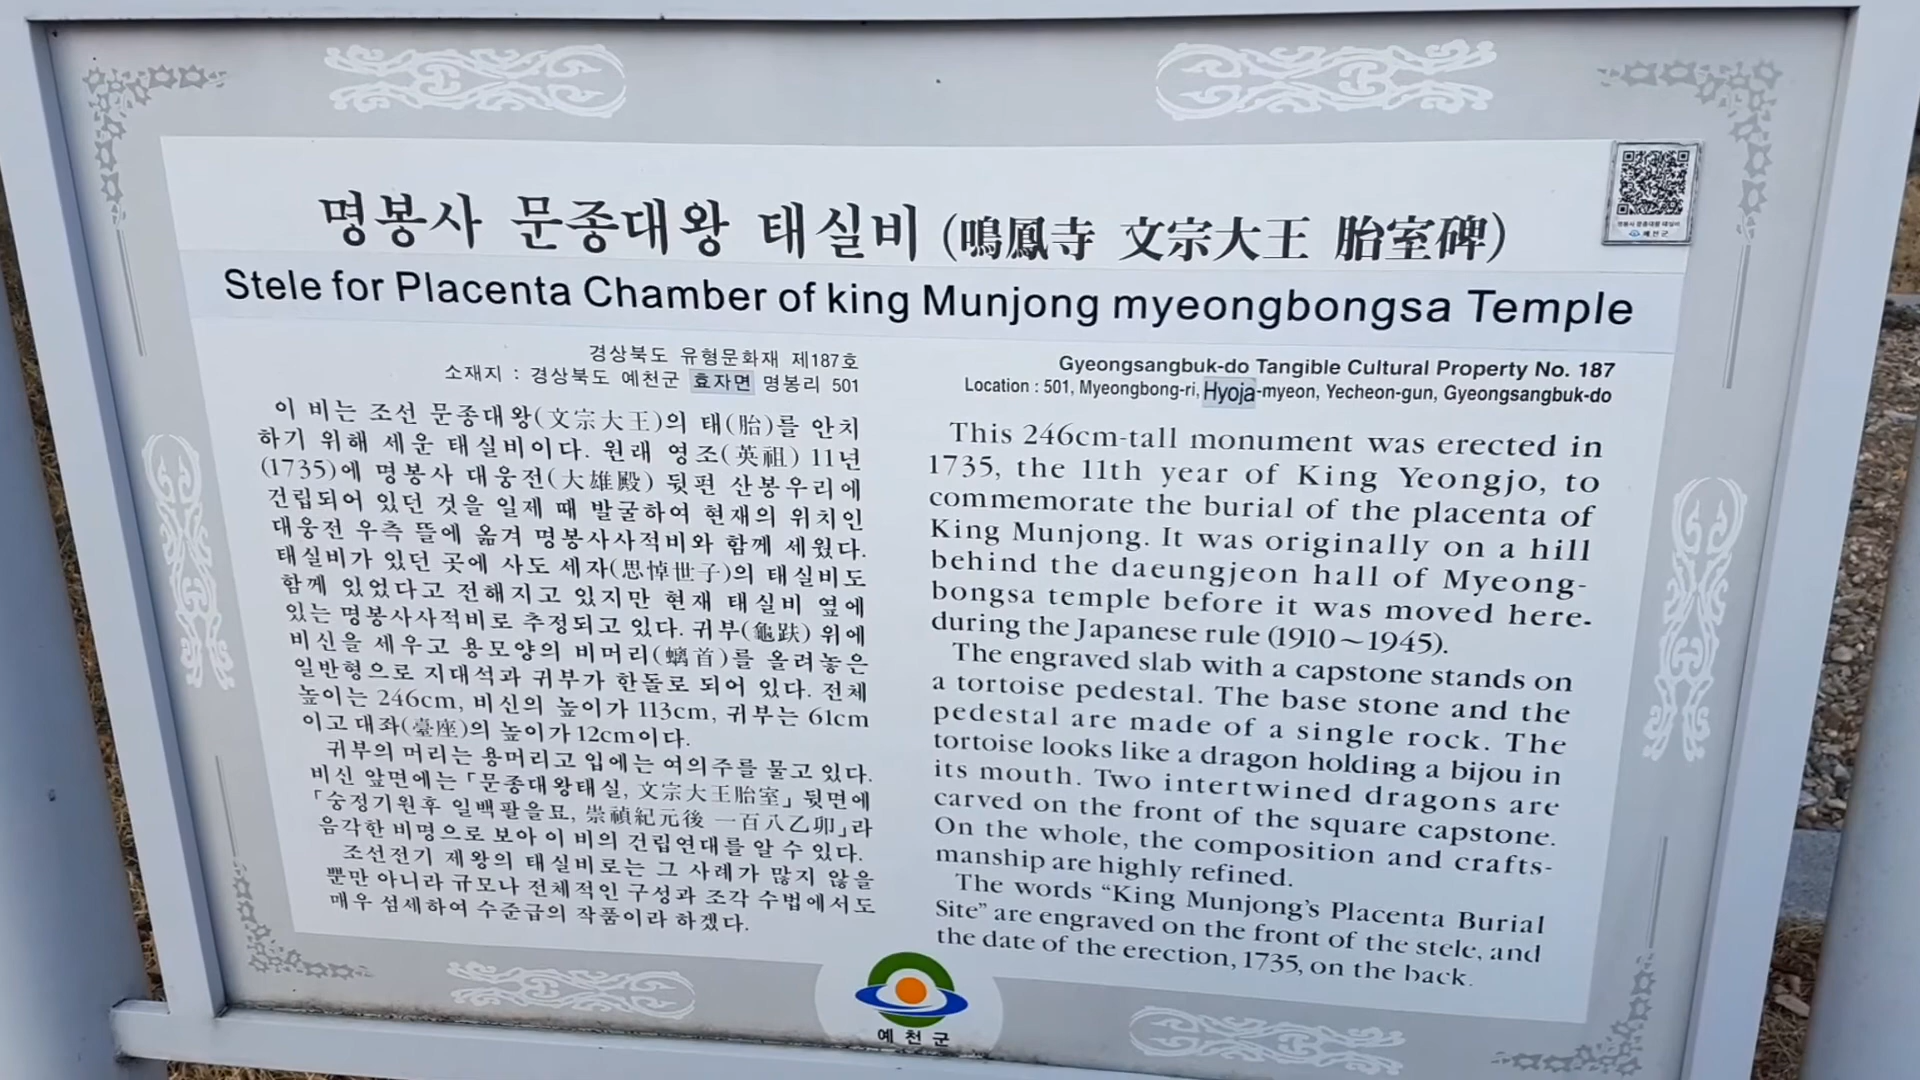 명봉사 문종대왕 태실비 (鳴鳳寺 文宗大王 胎室碑)
Stele for Placenta Chamber of king Munjong myeongbongsa Temple
경상북도 유형문화재 제187호
소재지 : 경상북도 예천군 효자면 명봉리 501
이 비는 조선 문종대왕(文宗大王)의 태(胎)를 안치
하기 위해 세운 태실비이다. 원래 영조(英祖) 11년
(1735)에 명봉사 대웅전(大雄殿) 뒷편 산봉우리에
건립되어 있던 것을 일제 때 발굴하여 현재의 위치인
대웅전 우측 뜰에 옮겨 명봉사사적비와 함께 세웠다.
태실비가 있던 곳에 사도 세자(思悼世子)의 태실비도
함께 있었다고 전해지고 있지만 현재 태실비 옆에
있는 명봉사사적비로 추정되고 있다. 귀부(龜趺) 위에
비신을 세우고 용모양의 비머리(螭首)를 올려놓은
일반형으로 지대석과 귀부가 한돌로 되어 있다. 전체
높이는 246cm, 비신의 높이가 113cm, 귀부는 61cm
이고 대좌(臺座)의 높이가 12cm이다.
귀부의 머리는 용머리고 입에는 여의주를 물고 있다.
비신 앞면에는 「문종대왕태실, 文宗大王胎室」 뒷면에
「숭정기원후 일백팔을묘, 崇禎紀元後 一百八乙卯」라
음각한 비명으로 보아 이 비의 건립연대를 알 수 있다.
조선전기 제왕의 태실비로는 그 사례가 많지 않을
뿐만 아니라 규모나 전체적인 구성과 조각 수법에서도
매우 섬세하여 수준급의 작품이라 하겠다.
Gyeongsangbuk-do Tangible Cultural Property No. 187
Location : 501, Myeongbong-ri, Hyoja-myeon, Yecheon-gun, Gyeongsangbuk-do
This 246cm-tall monument was erected in
1735, the 11th year of King Yeongjo, to
commemorate the burial of the placenta of
King Munjong. It was originally on a hill
behind the daeungjeon hall of Myeong-
bongsa temple before it was moved here-
during the Japanese rule (1910~1945).
The engraved slab with a capstone stands on
a tortoise pedestal. The base stone and the
pedestal are made of a single rock. The
tortoise looks like a dragon holding a bijou in
its mouth. Two intertwined dragons are
carved on the front of the square capstone.
On the whole, the composition and crafts-
manship are highly refined.
The words “King Munjong's Placenta Burial
Site” are engraved on the front of the stele, and
the date of the erection, 1735, on the back.
예천군